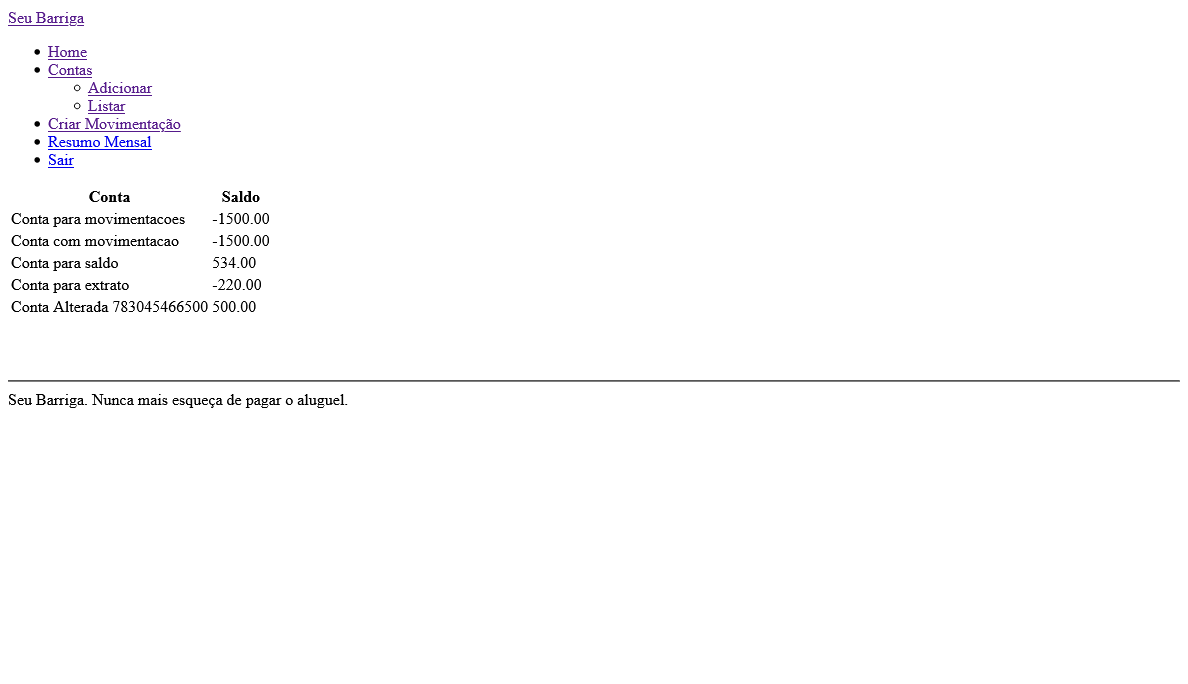 Seu Barriga
Home
Contas
Adicionar
Listar
Criar Movimentação
Resumo Mensal
Sair
Conta Saldo
Conta para movimentacoes -1500.00
Conta com movimentacao -1500.00
Conta para saldo 534.00
Conta para extrato -220.00
Conta Alterada 783045466500 500.00
Seu Barriga. Nunca mais esqueça de pagar o aluguel.